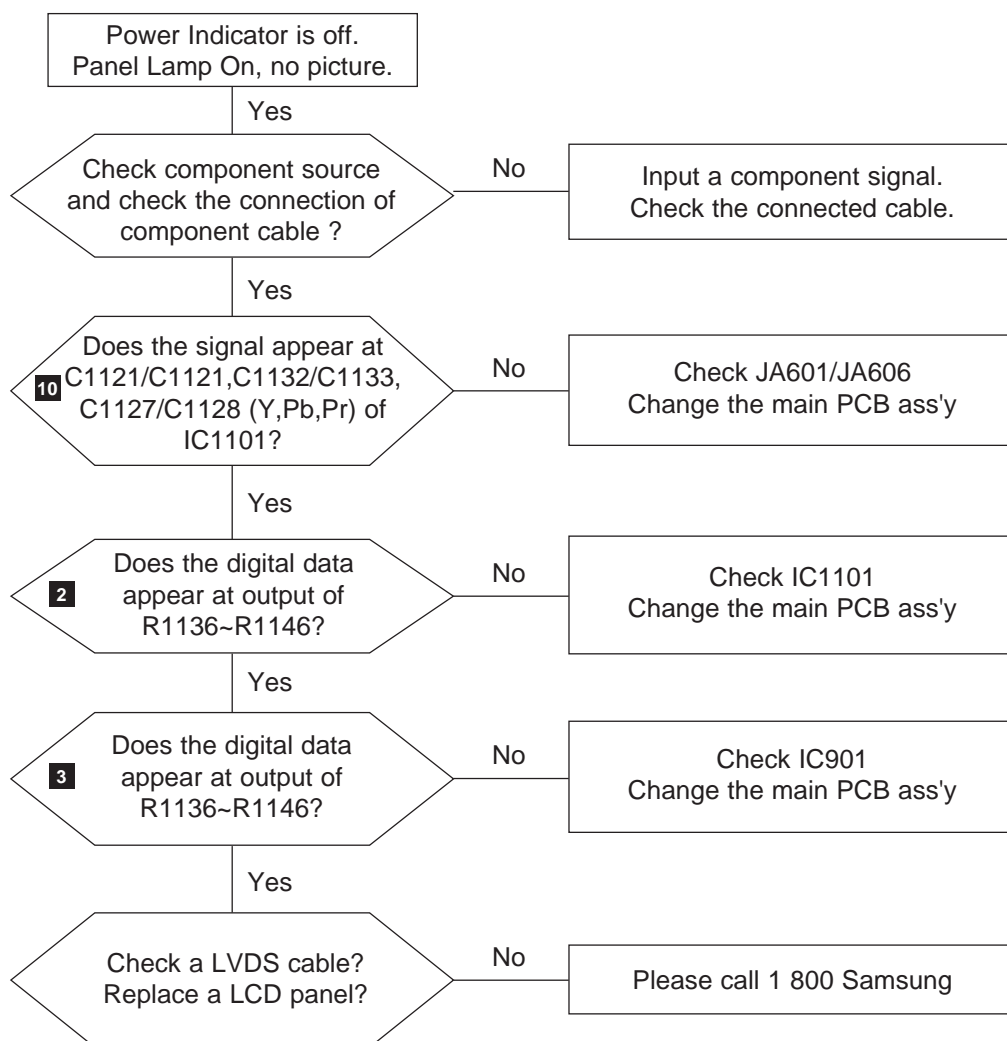 Power Indicator is off.
Panel Lamp On, no picture.
Yes
Check component source
and check the connection of
component cable ?
No
Input a component signal.
Check the connected cable.
Yes
Does the signal appear at
10 C1121/C1121,C1132/C1133,
C1127/C1128 (Y,Pb,Pr) of
IC1101?
No
Check JA601/JA606
Change the main PCB ass'y
Yes
2
Does the digital data
appear at output of
R1136~R1146?
No
Check IC1101
Change the main PCB ass'y
Yes
3
Does the digital data
appear at output of
R1136~R1146?
No
Check IC901
Change the main PCB ass'y
Yes
Check a LVDS cable?
Replace a LCD panel?
No
Please call 1 800 Samsung